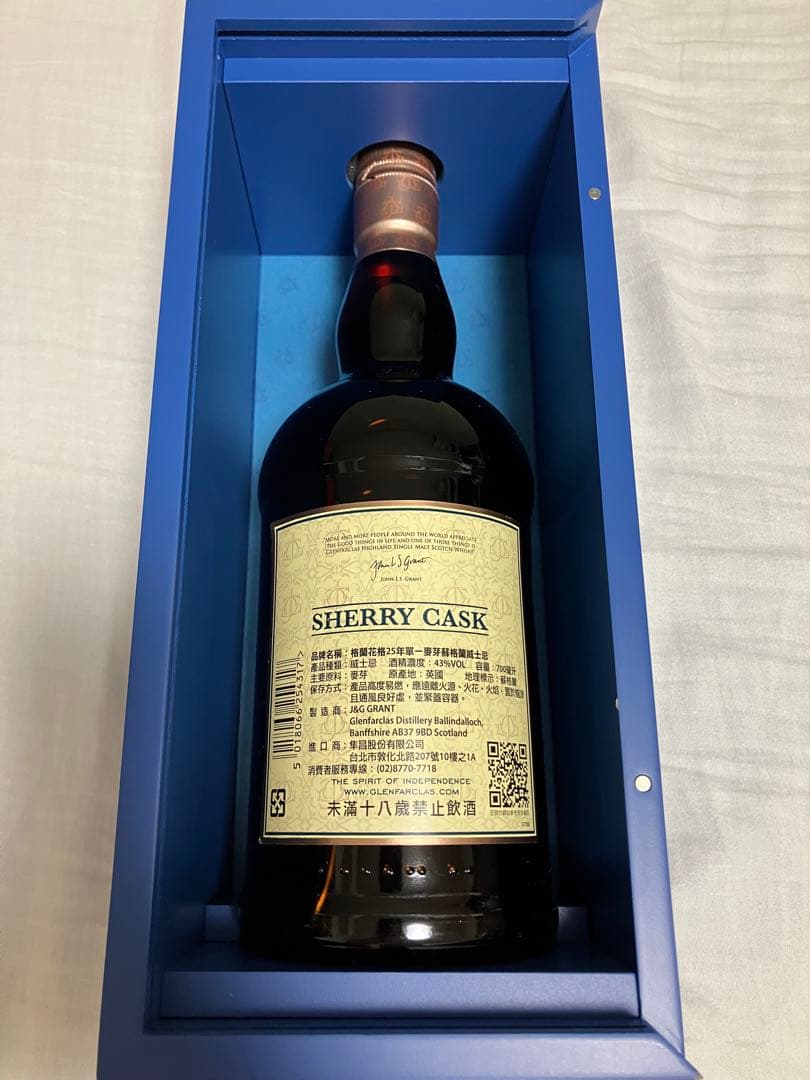 "MORE AND MORE PEOPLE AROUND THE WORLD APPRECIATE
THE GOOD THINGS IN LIFE AND ONE OF THOSE THINGS IS
GLENFARCLAS HIGHLAND SINGLE MALT SCOTCH WHISKY"
John L S Grant
JOHN L.S. GRANT
SHERRY CASK
品牌名稱：格蘭花格25年單一麥芽蘇格蘭威士忌
產品種類：威士忌 酒精濃度：43%VOL 容量：700毫升
主要原料：麥芽 原產地：英國 地理標示：蘇格蘭
保存方式：產品高度易燃，應遠離火源、火花、火焰，置於陰涼
且通風良好處，並緊蓋容器。
製造商：J&G GRANT
Glenfarclas Distillery Ballindalloch,
Banffshire AB37 9BD Scotland
進口商：隼昌股份有限公司
台北市敦化北路207號10樓之1A
消費者服務專線：(02)8770-7718
THE SPIRIT OF INDEPENDENCE
WWW.GLENFARCLAS.COM
未滿十八歲禁止飲酒
5 018066 254317 >